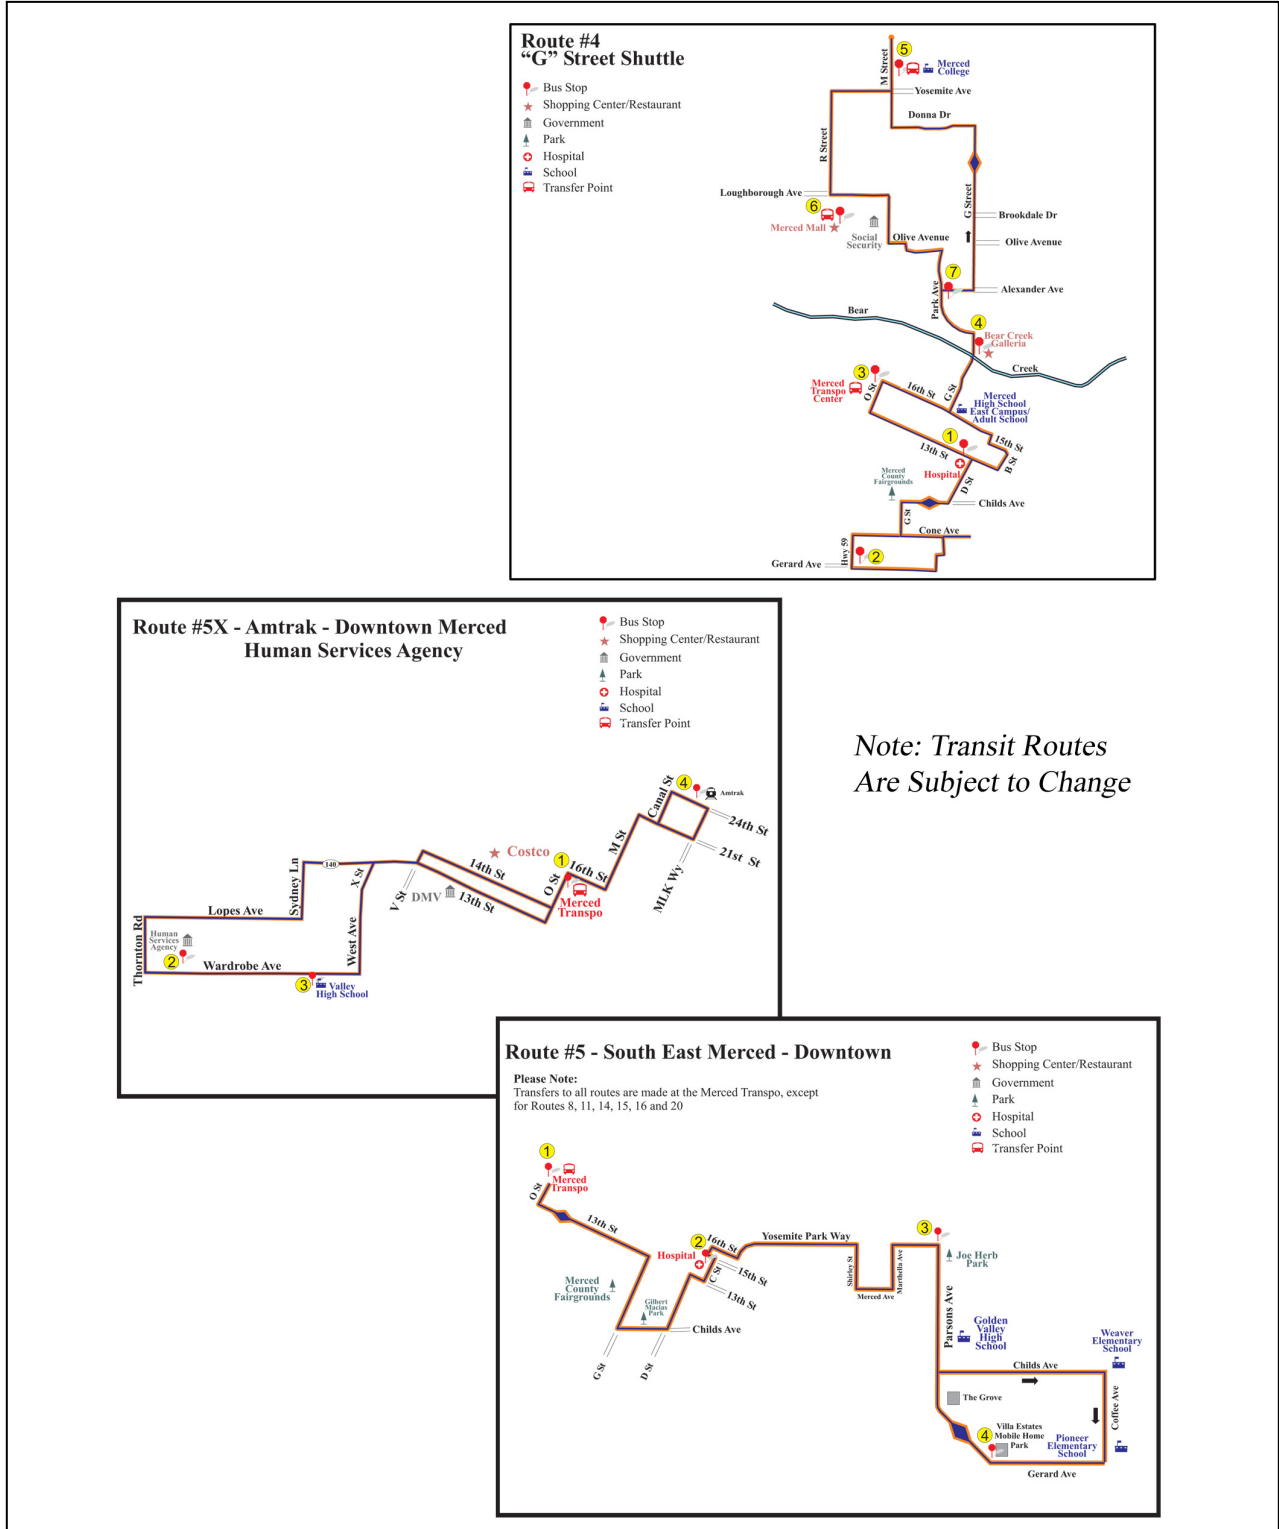 Route #4
“G” Street Shuttle
Bus Stop
Shopping Center/Restaurant
Government
Park
Hospital
School
Transfer Point
5
M Street
Merced
College
Yosemite Ave
Donna Dr
R Street
Loughborough Ave
G Street
Brookdale Dr
6
Merced Mall
Social
Security
Olive Avenue
Olive Avenue
7
Park Ave
Alexander Ave
Bear
4
Bear Creek
Galleria
Creek
3
Merced
Transpo
Center
O St
16th St
G St
Merced
High School
East Campus/
Adult School
1
13th St
15th St
B St
Hospital
D St
Merced
County
Fairgrounds
Childs Ave
G St
Cone Ave
Hwy 59
2
Gerard Ave
Route #5X - Amtrak - Downtown Merced
Human Services Agency
Bus Stop
Shopping Center/Restaurant
Government
Park
Hospital
School
Transfer Point
Note: Transit Routes
Are Subject to Change
Canal St
4
Amtrak
24th St
21st St
MLK Wy
M St
Costco
1
16th St
14th St
O St
Merced
Transpo
DMV
13th St
V St
140
X St
Sydney Ln
Lopes Ave
Thornton Rd
Human
Services
Agency
2
West Ave
Wardrobe Ave
3
Valley
High School
Route #5 - South East Merced - Downtown
Please Note:
Transfers to all routes are made at the Merced Transpo, except
for Routes 8, 11, 14, 15, 16 and 20
Bus Stop
Shopping Center/Restaurant
Government
Park
Hospital
School
Transfer Point
1
Merced
Transpo
O St
13th St
2
Hospital
16th St
15th St
C St
13th St
Merced
County
Fairgrounds
Gilbert
Macias
Park
Childs Ave
G St
D St
Yosemite Park Way
Shirley St
Merced Ave
Marthella Ave
3
Joe Herb
Park
Parsons Ave
Golden
Valley
High
School
Weaver
Elementary
School
Childs Ave
The Grove
Coffee Ave
4
Villa Estates
Mobile Home
Park
Pioneer
Elementary
School
Gerard Ave